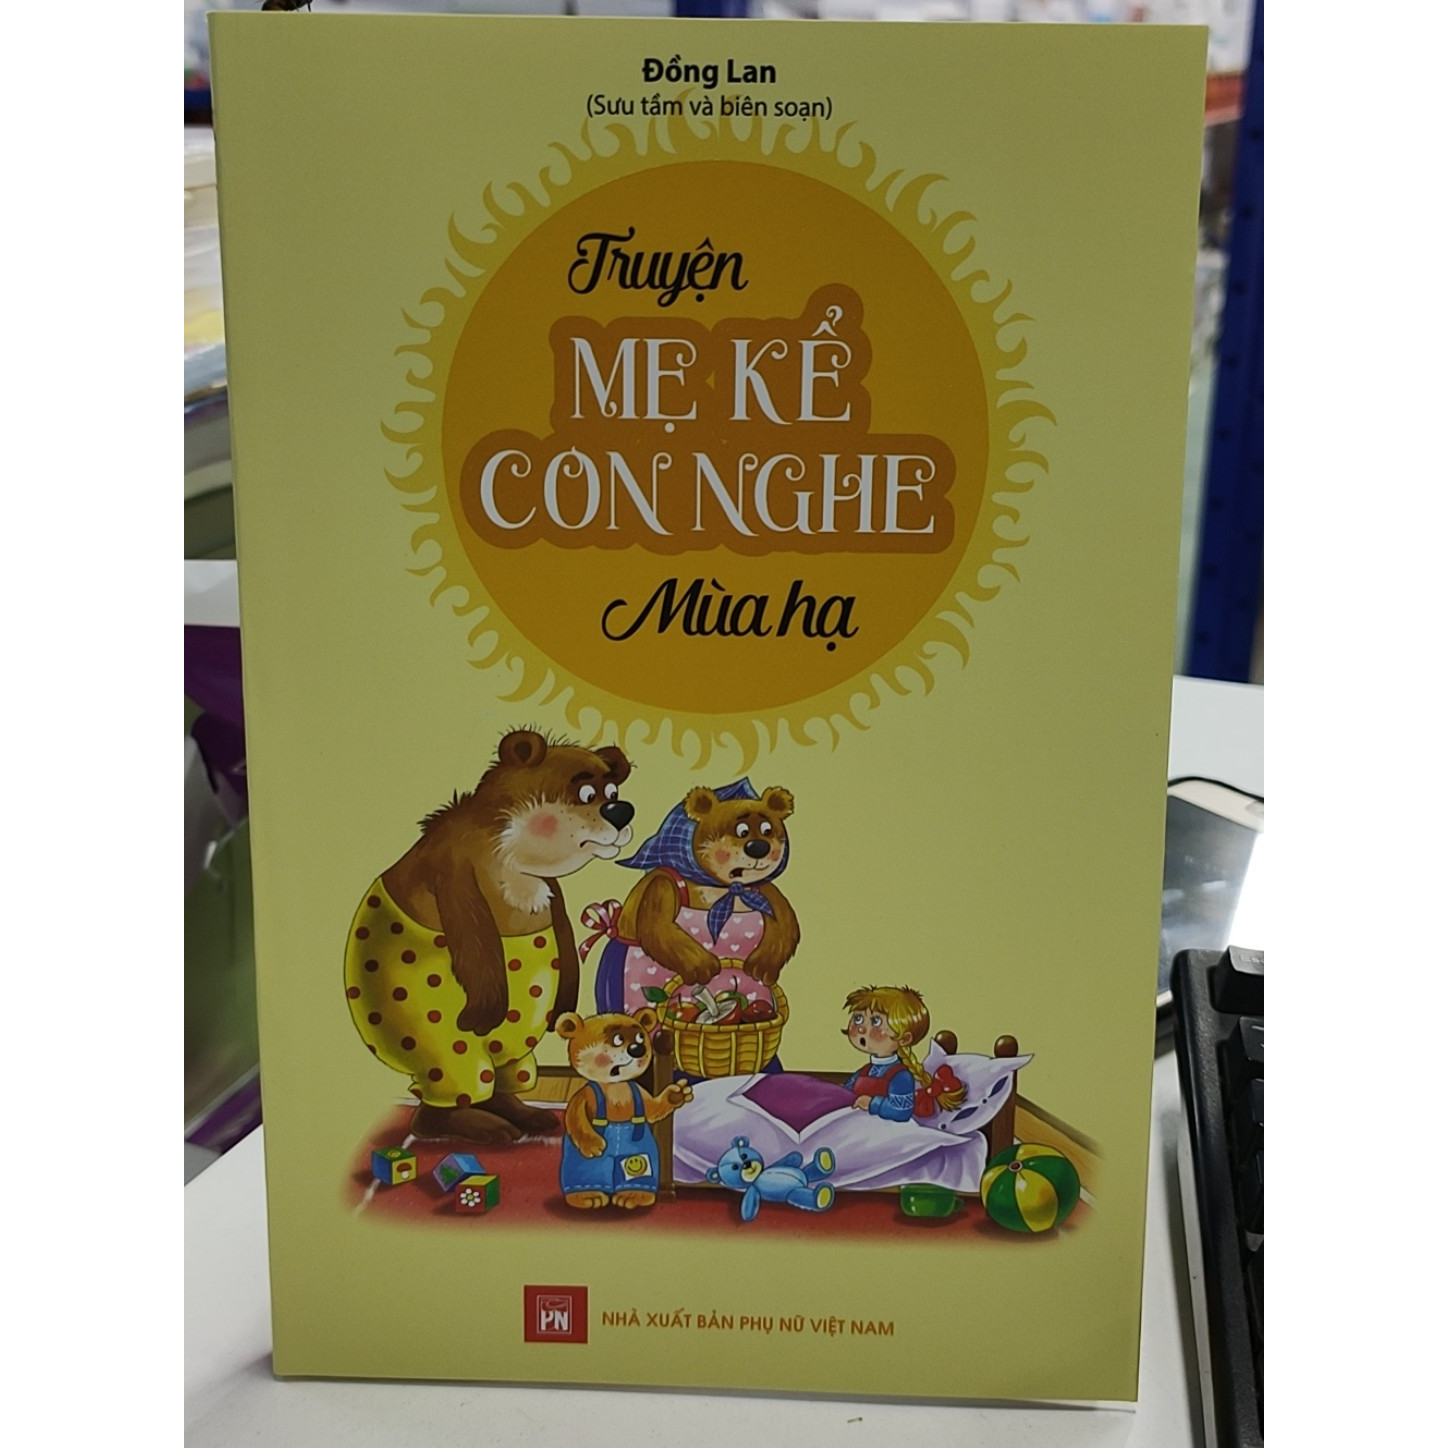 Đồng Lan
(Sưu tầm và biên soạn)
Truyện
MẸ KỂ
CON NGHE
Mùa hạ
PN
NHÀ XUẤT BẢN PHỤ NỮ VIỆT NAM